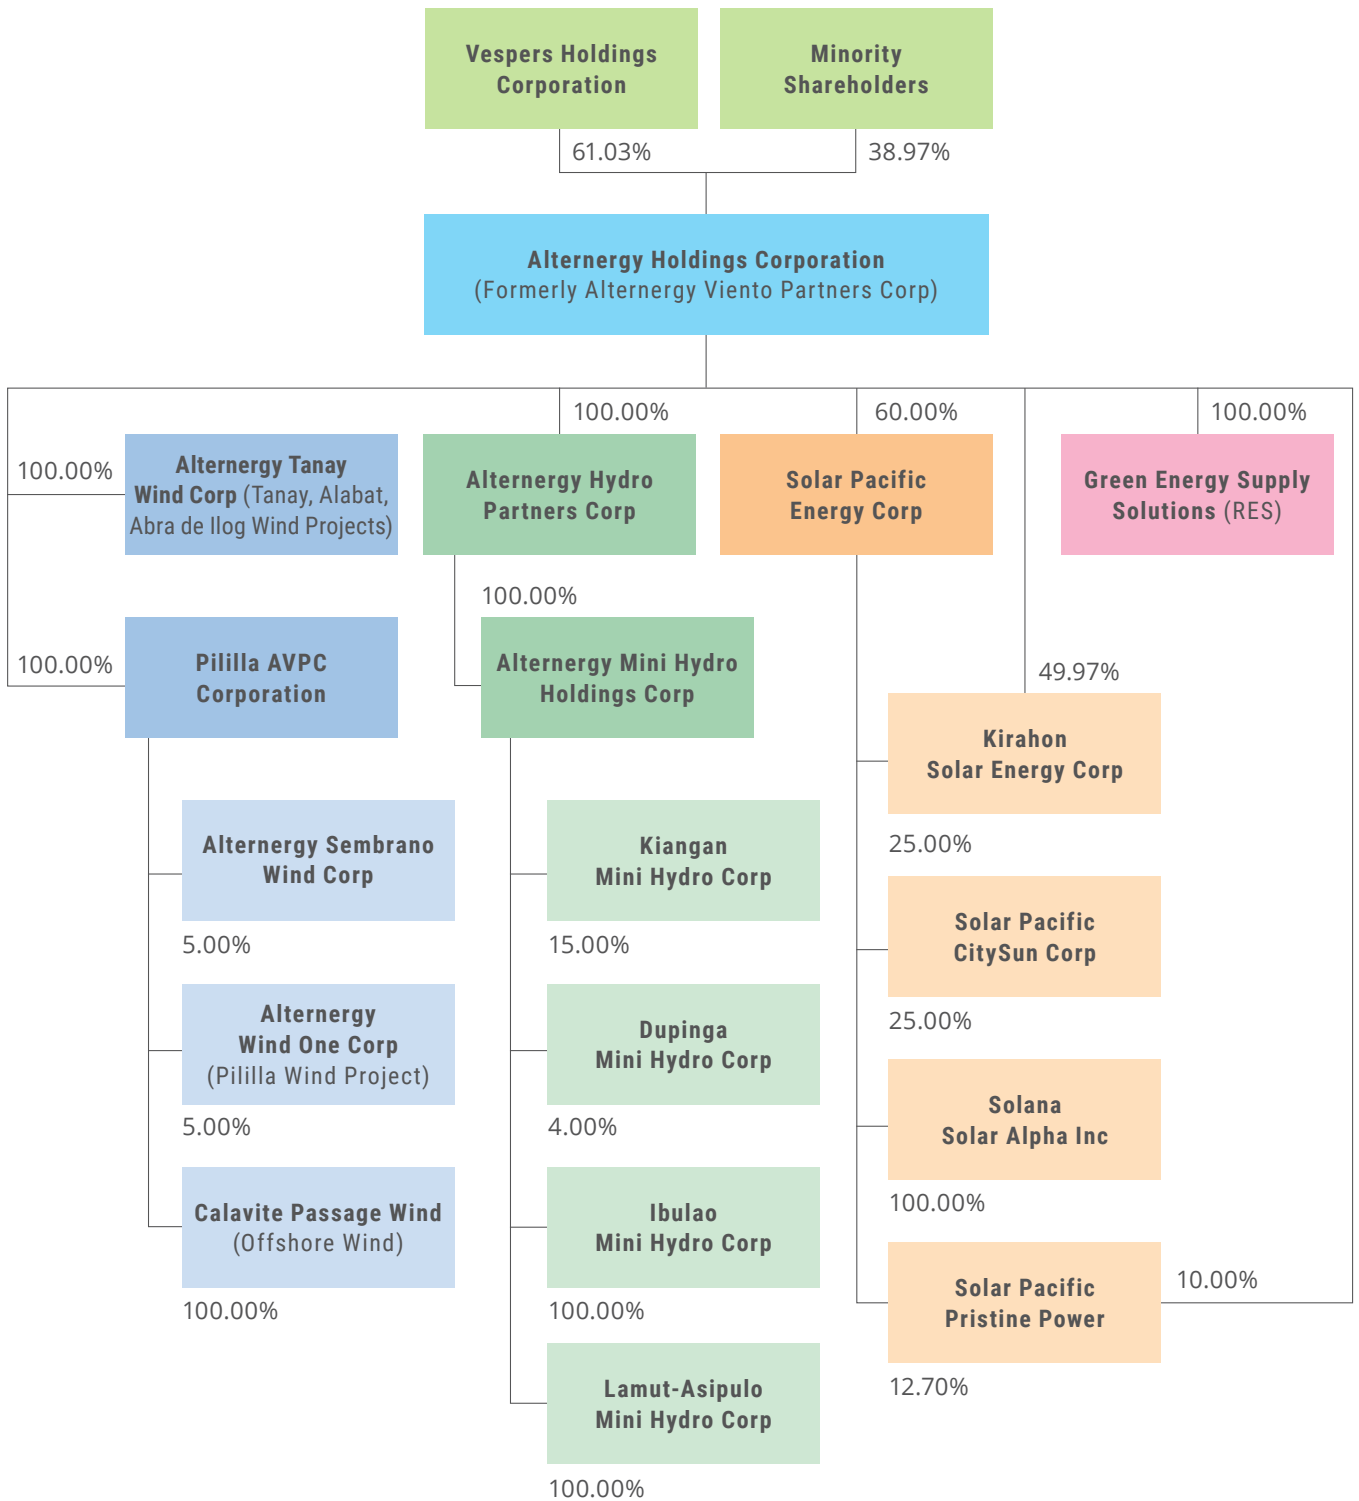 Vespers Holdings
Corporation
Minority
Shareholders
61.03%
38.97%
Alternergy Holdings Corporation
(Formerly Alternergy Viento Partners Corp)
100.00%
60.00%
100.00%
100.00%
Alternergy Tanay
Wind Corp (Tanay, Alabat,
Abra de Ilog Wind Projects)
Alternergy Hydro
Partners Corp
Solar Pacific
Energy Corp
Green Energy Supply
Solutions (RES)
100.00%
100.00%
Pililla AVPC
Corporation
Alternergy Mini Hydro
Holdings Corp
49.97%
Kirahon
Solar Energy Corp
25.00%
Alternergy Sembrano
Wind Corp
5.00%
Kiangan
Mini Hydro Corp
15.00%
Solar Pacific
CitySun Corp
25.00%
Alternergy
Wind One Corp
(Pililla Wind Project)
5.00%
Dupinga
Mini Hydro Corp
4.00%
Solana
Solar Alpha Inc
100.00%
Calavite Passage Wind
(Offshore Wind)
100.00%
Ibulao
Mini Hydro Corp
100.00%
Solar Pacific
Pristine Power
10.00%
12.70%
Lamut-Asipulo
Mini Hydro Corp
100.00%